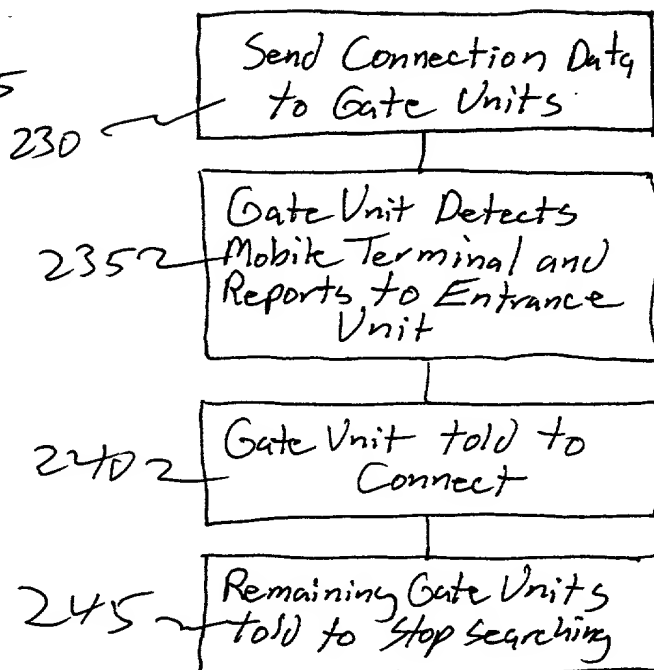 5
Send Connection Data
to Gate Units
230
Gate Unit Detects
Mobile Terminal and
Reports to Entrance
Unit
235
Gate Unit told to
Connect
240
Remaining Gate Units
told to stop searching
245